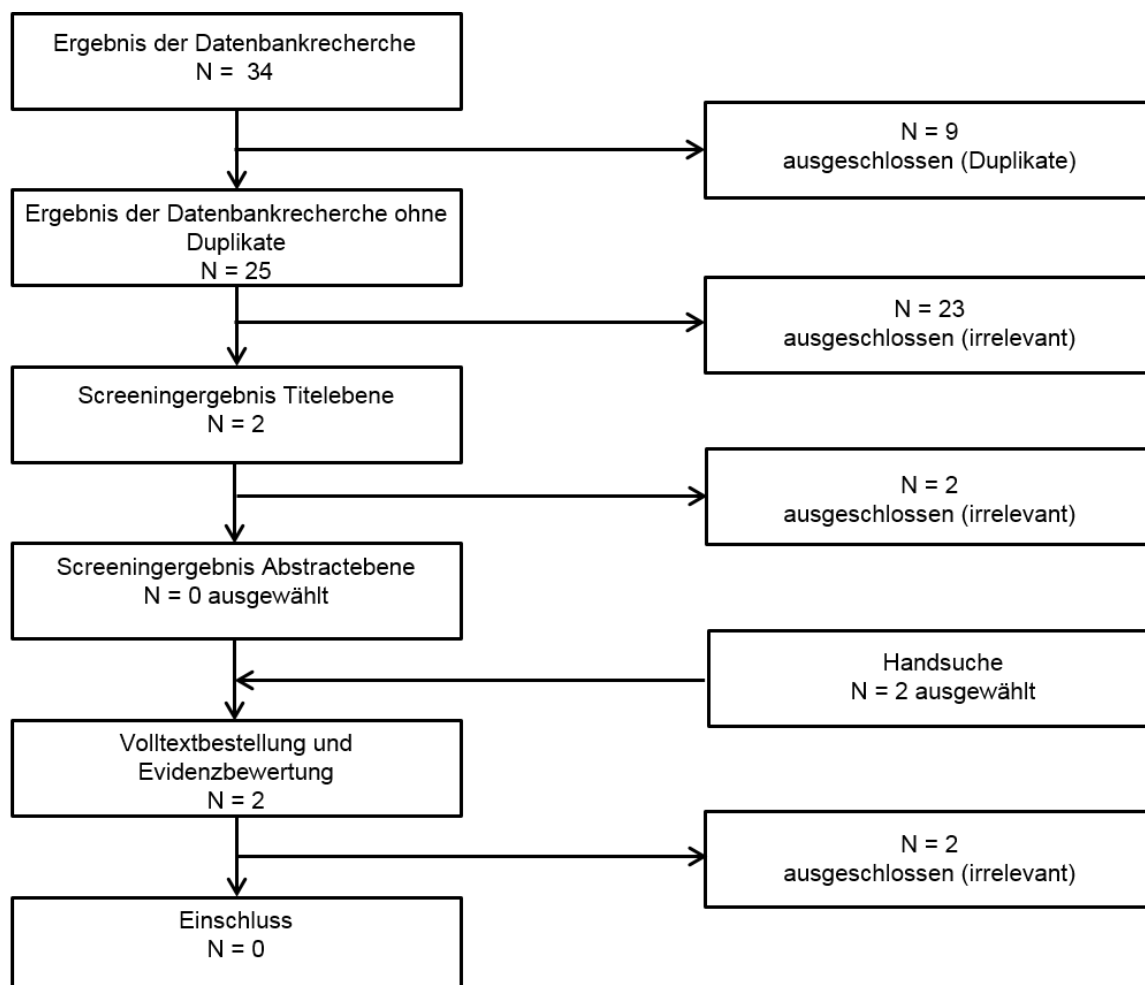 Ergebnis der Datenbankrecherche
N = 34
N = 9
ausgeschlossen (Duplikate)
Ergebnis der Datenbankrecherche ohne
Duplikate
N = 25
N = 23
ausgeschlossen (irrelevant)
Screeningergebnis Titelebene
N = 2
N = 2
ausgeschlossen (irrelevant)
Screeningergebnis Abstractebene
N = 0 ausgewählt
Handsuche
N = 2 ausgewählt
Volltextbestellung und
Evidenzbewertung
N = 2
N = 2
ausgeschlossen (irrelevant)
Einschluss
N = 0